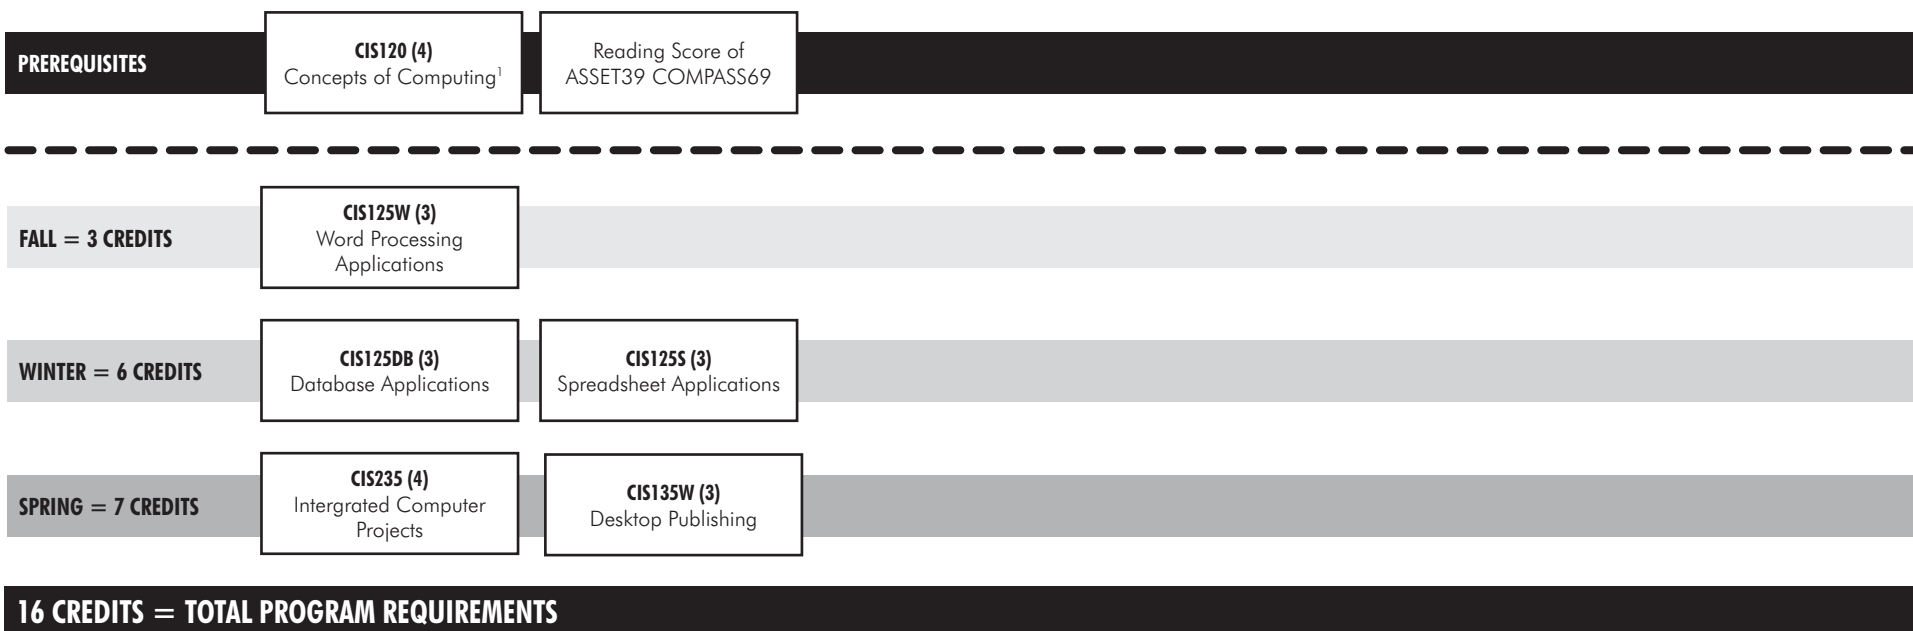 PREREQUISITES
CIS120 (4)
Concepts of Computing¹
Reading Score of
ASSET39 COMPASS69
FALL = 3 CREDITS
CIS125W (3)
Word Processing
Applications
WINTER = 6 CREDITS
CIS125DB (3)
Database Applications
CIS125S (3)
Spreadsheet Applications
SPRING = 7 CREDITS
CIS235 (4)
Intergrated Computer
Projects
CIS135W (3)
Desktop Publishing
16 CREDITS = TOTAL PROGRAM REQUIREMENTS